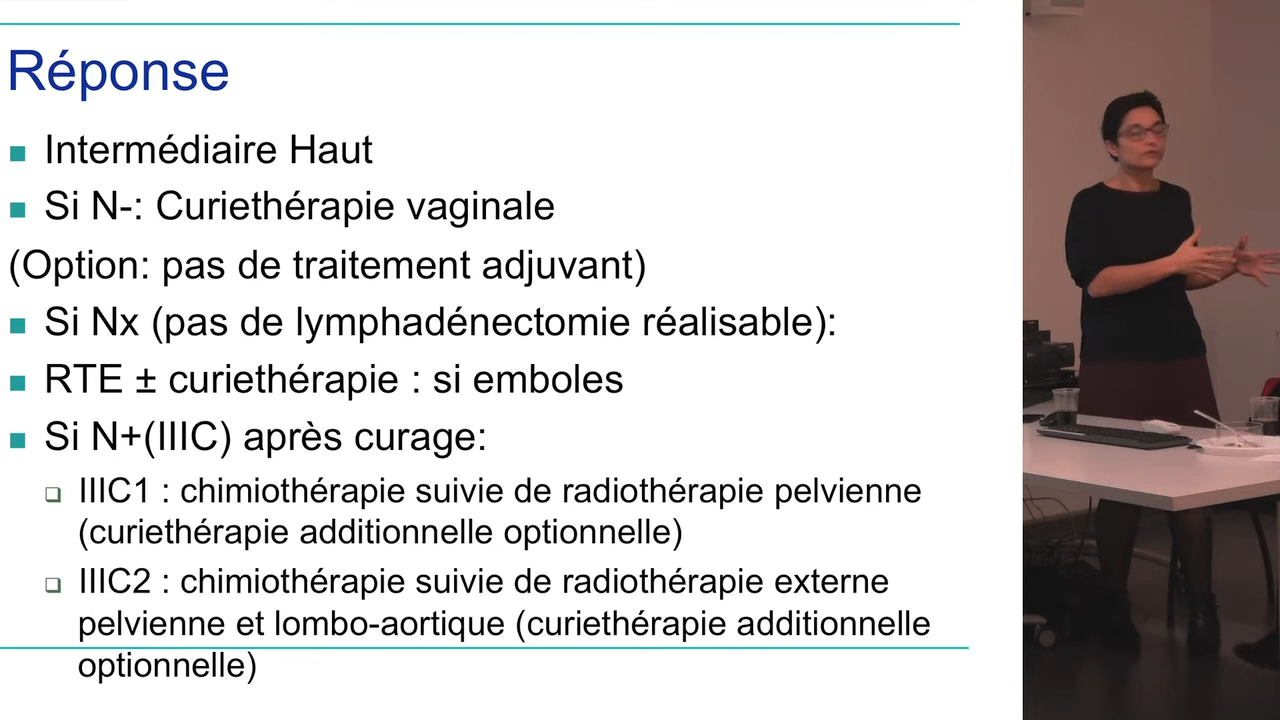 Réponse
Intermédiaire Haut
Si N-: Curiethérapie vaginale
(Option: pas de traitement adjuvant)
Si Nx (pas de lymphadénectomie réalisable):
RTE ± curiethérapie : si emboles
Si N+(IIIC) après curage:
IIIC1 : chimiothérapie suivie de radiothérapie pelvienne
(curiethérapie additionnelle optionnelle)
IIIC2 : chimiothérapie suivie de radiothérapie externe
pelvienne et lombo-aortique (curiethérapie additionnelle
optionnelle)